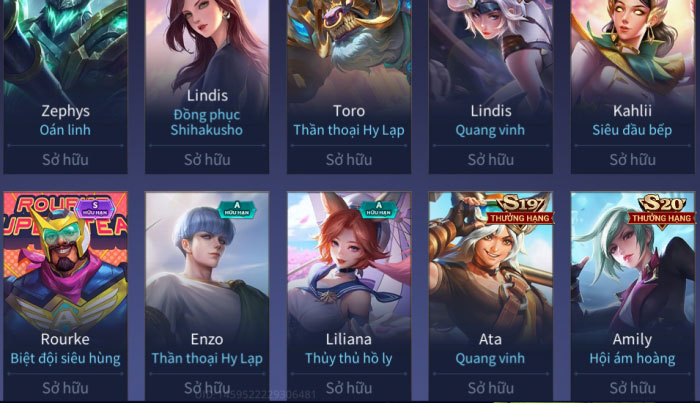 Zephys
Oán linh
Sở hữu
Lindis
Đồng phục
Shihakusho
Sở hữu
Toro
Thần thoại Hy Lạp
Sở hữu
Lindis
Quang vinh
Sở hữu
Kahlii
Siêu đầu bếp
Sở hữu
S
HỮU HẠN
Rourke
Biệt đội siêu hùng
Sở hữu
A
HỮU HẠN
Enzo
Thần thoại Hy Lạp
Sở hữu
A
HỮU HẠN
Liliana
Thủy thủ hồ ly
Sở hữu
S19
THƯỞNG HẠNG
Ata
Quang vinh
Sở hữu
S20
THƯỞNG HẠNG
Amily
Hội ám hoàng
Sở hữu